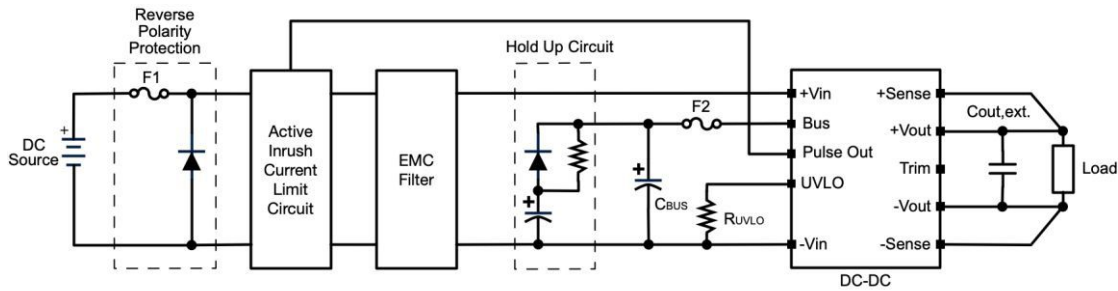 Reverse
Polarity
Protection
F1
+
DC
Source
Active
Inrush
Current
Limit
Circuit
EMC
Filter
Hold Up Circuit
+
+
CBUS
F2
RUVLO
+Vin
Bus
Pulse Out
UVLO
-Vin
+Sense
+Vout
Trim
-Vout
-Sense
DC-DC
Cout,ext.
Load